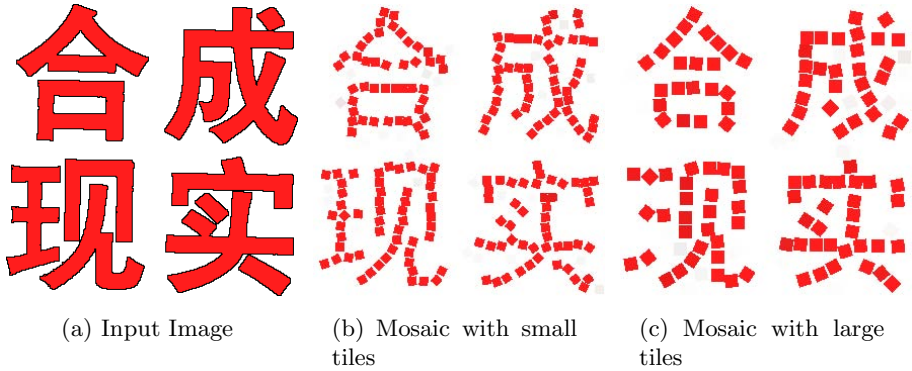 合成 合成 合成
现实 现实 现实
(a) Input Image
(b) Mosaic with small tiles
(c) Mosaic with large tiles